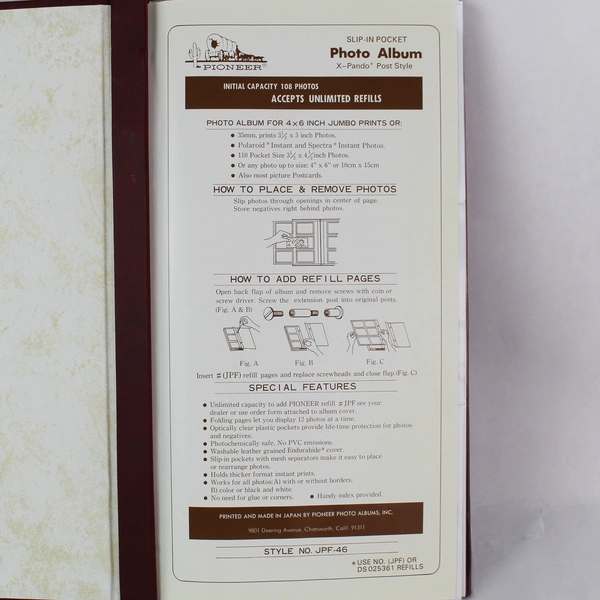 PIONEER
SLIP-IN POCKET
Photo Album
X-Pando® Post Style
INITIAL CAPACITY 108 PHOTOS
ACCEPTS UNLIMITED REFILLS
PHOTO ALBUM FOR 4×6 INCH JUMBO PRINTS OR:
● 35mm, prints 3½ x 5 inch Photos.
● Polaroid® Instant and Spectra® Instant Photos.
● 110 Pocket Size 3½ x 4½ inch Photos.
● Or any photo up to size: 4" x 6" or 10cm x 15cm
● Also most picture Postcards.
HOW TO PLACE & REMOVE PHOTOS
Slip photos through openings in center of page.
Store negatives right behind photos.
HOW TO ADD REFILL PAGES
Open back flap of album and remove screws with coin or
screw driver. Screw the extension post into original posts.
(Fig. A & B)
Fig. A Fig. B Fig. C
Insert #(JPF) refill pages and replace screwheads and close flap.(Fig. C)
SPECIAL FEATURES
● Unlimited capacity to add PIONEER refill #JPF see your
dealer or use order form attached to album cover.
● Folding pages let you display 12 photos at a time.
● Optically clear plastic pockets provide life-time protection for photos
and negatives.
● Photochemically safe, No PVC emissions.
● Washable leather grained Endurahide® cover.
● Slip-in pockets with mesh separators make it easy to place
or rearrange photos.
● Holds thicker format instant prints.
● Works for all photos:A) with or without borders,
B) color or black and white.
● No need for glue or corners. ● Handy index provided.
PRINTED AND MADE IN JAPAN BY PIONEER PHOTO ALBUMS, INC.
9801 Deering Avenue, Chatsworth, Calif. 91311
STYLE NO. JPF-46
*USE NO. (JPF) OR
DS 025361 REFILLS